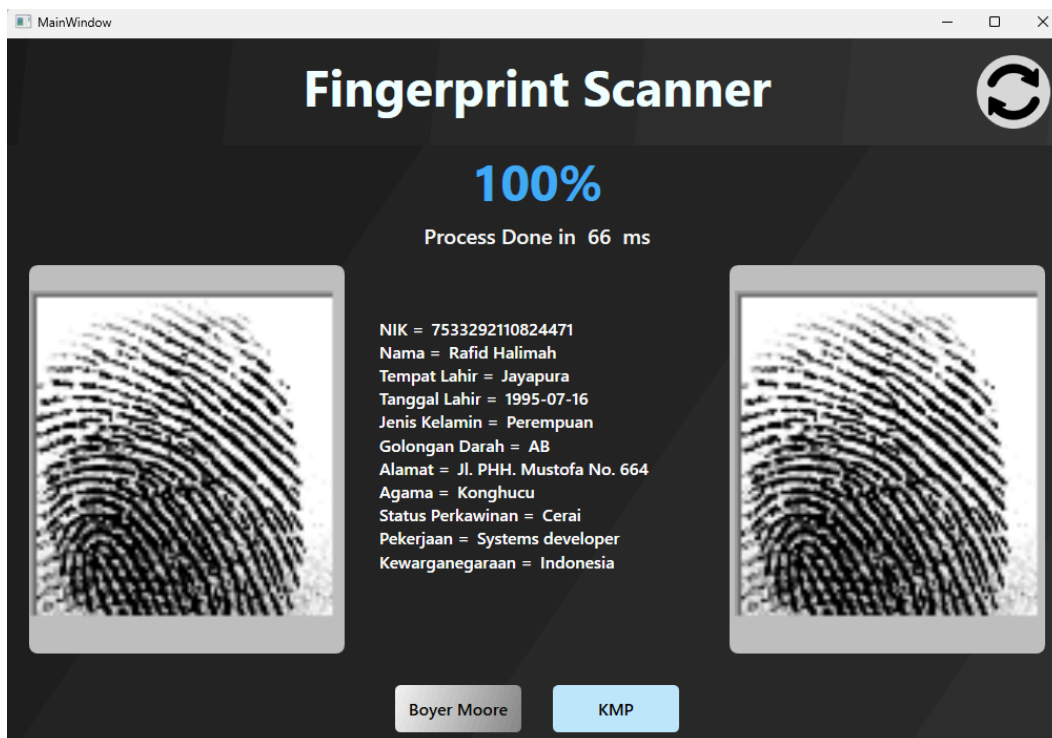 MainWindow
Fingerprint Scanner
100%
Process Done in 66 ms
NIK = 7533292110824471
Nama = Rafid Halimah
Tempat Lahir = Jayapura
Tanggal Lahir = 1995-07-16
Jenis Kelamin = Perempuan
Golongan Darah = AB
Alamat = Jl. PHH. Mustofa No. 664
Agama = Konghucu
Status Perkawinan = Cerai
Pekerjaan = Systems developer
Kewarganegaraan = Indonesia
Boyer Moore
KMP